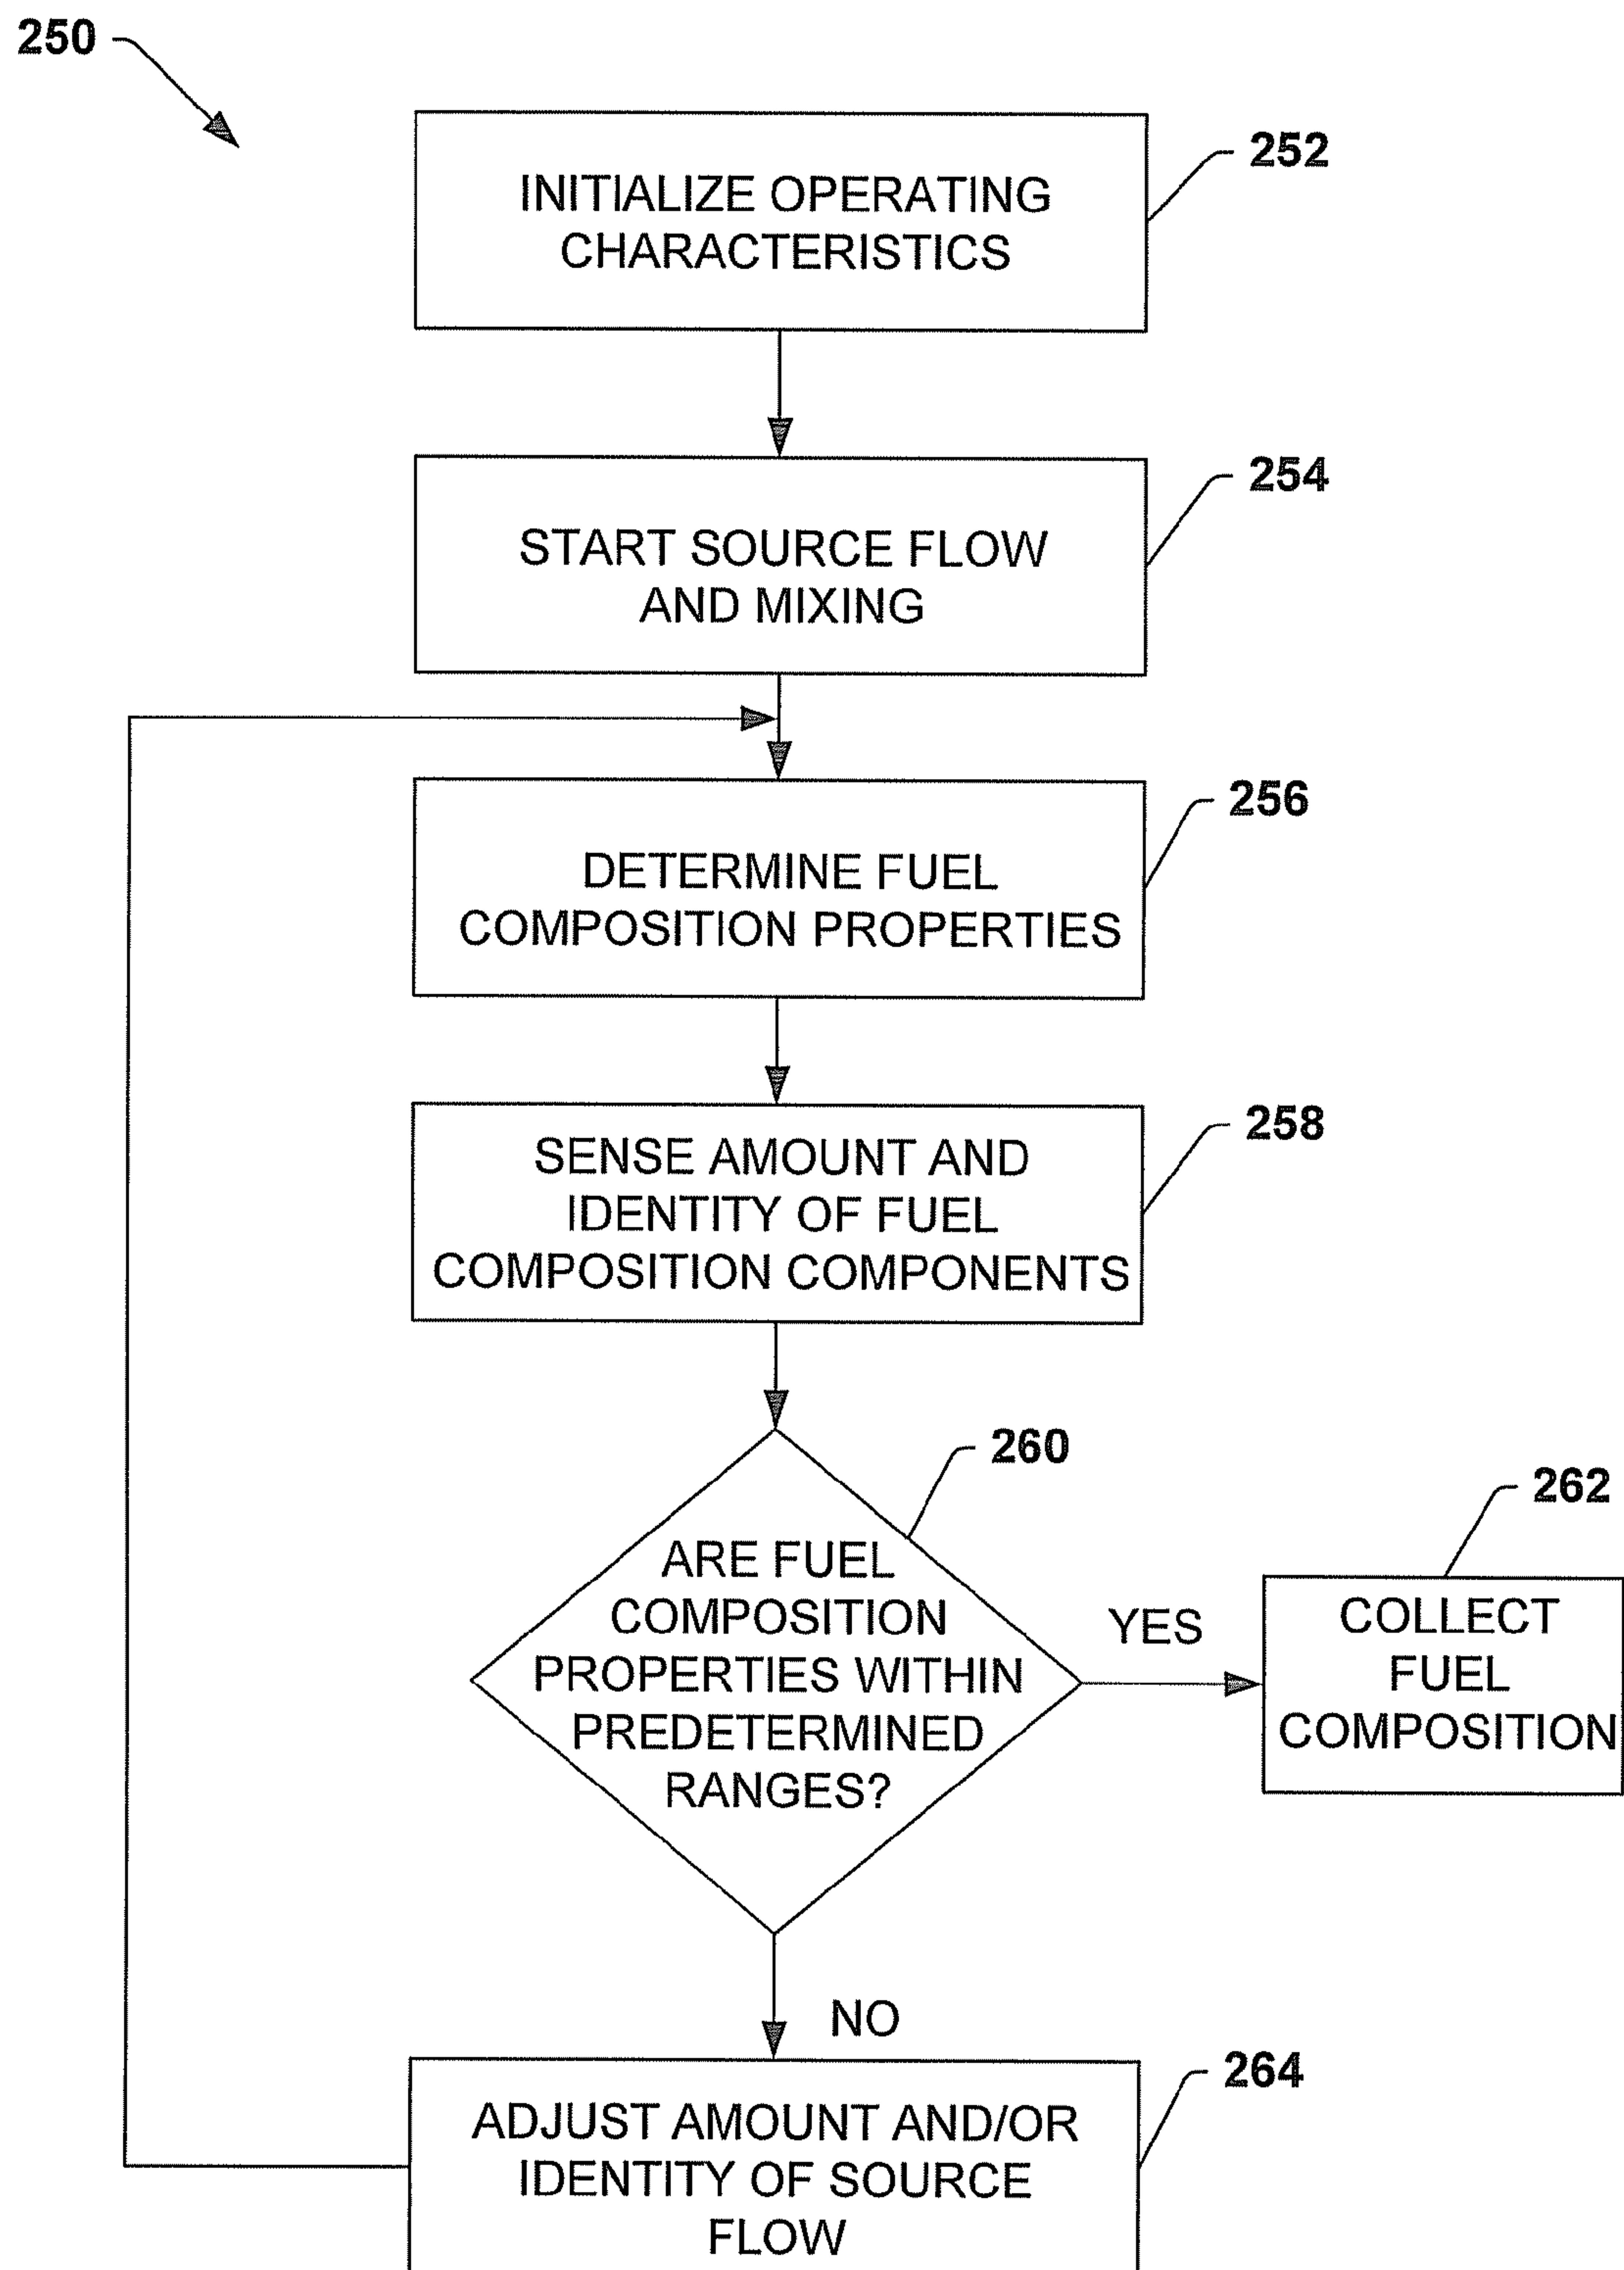 250
252
INITIALIZE OPERATING
CHARACTERISTICS
254
START SOURCE FLOW
AND MIXING
256
DETERMINE FUEL
COMPOSITION PROPERTIES
258
SENSE AMOUNT AND
IDENTITY OF FUEL
COMPOSITION COMPONENTS
260
ARE FUEL
COMPOSITION
PROPERTIES WITHIN
PREDETERMINED
RANGES?
YES
262
COLLECT
FUEL
COMPOSITION
NO
264
ADJUST AMOUNT AND/OR
IDENTITY OF SOURCE
FLOW